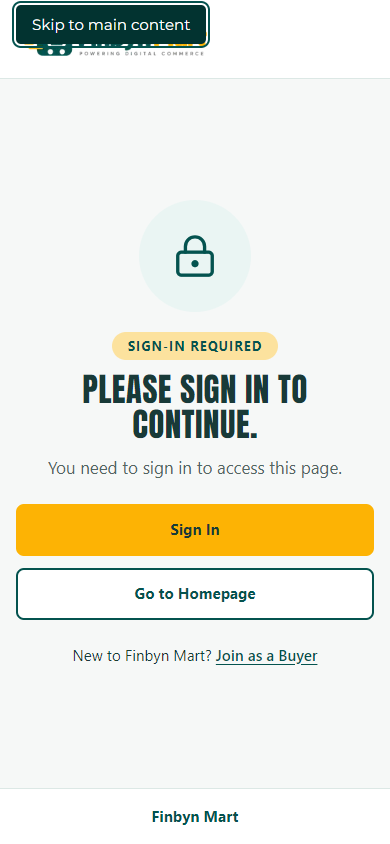 Skip to main content
POWERING DIGITAL COMMERCE
SIGN-IN REQUIRED
PLEASE SIGN IN TO
CONTINUE.
You need to sign in to access this page.
Sign In
Go to Homepage
New to Finbyn Mart? Join as a Buyer
Finbyn Mart